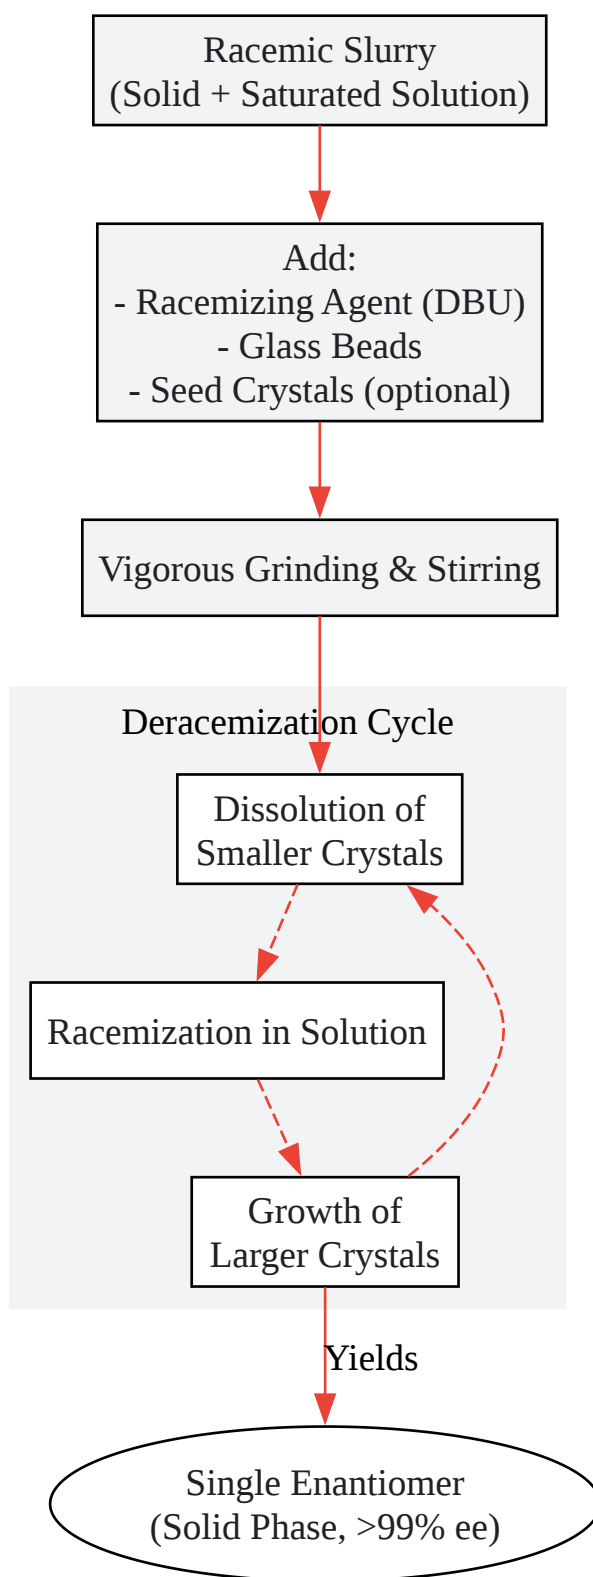 Racemic Slurry
(Solid + Saturated Solution)
Add:
- Racemizing Agent (DBU)
- Glass Beads
- Seed Crystals (optional)
Vigorous Grinding & Stirring
Deracemization Cycle
Dissolution of
Smaller Crystals
Racemization in Solution
Growth of
Larger Crystals
Yields
Single Enantiomer
(Solid Phase, >99% ee)